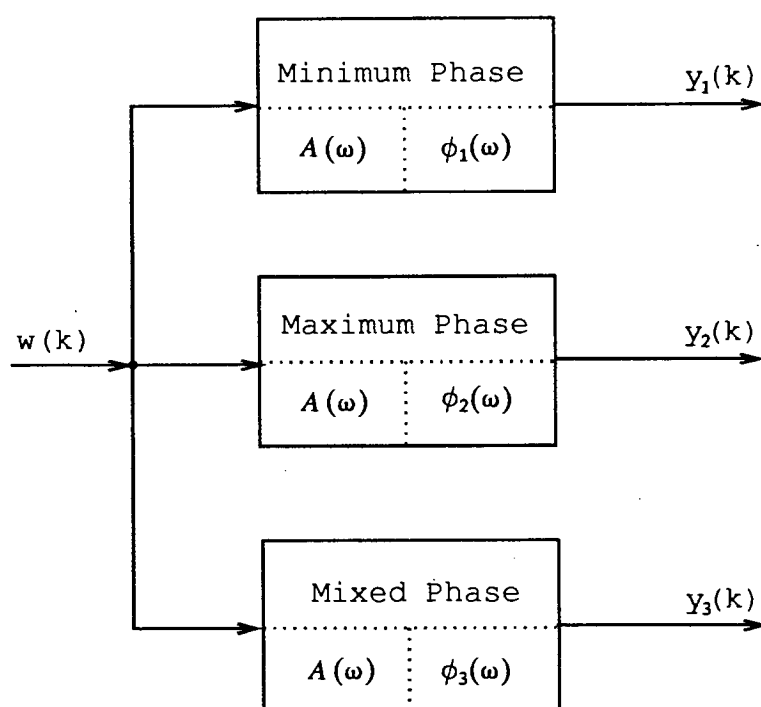 Minimum Phase
y₁(k)
A(ω) ϕ₁(ω)
w(k)
Maximum Phase
y₂(k)
A(ω) ϕ₂(ω)
Mixed Phase
y₃(k)
A(ω) ϕ₃(ω)